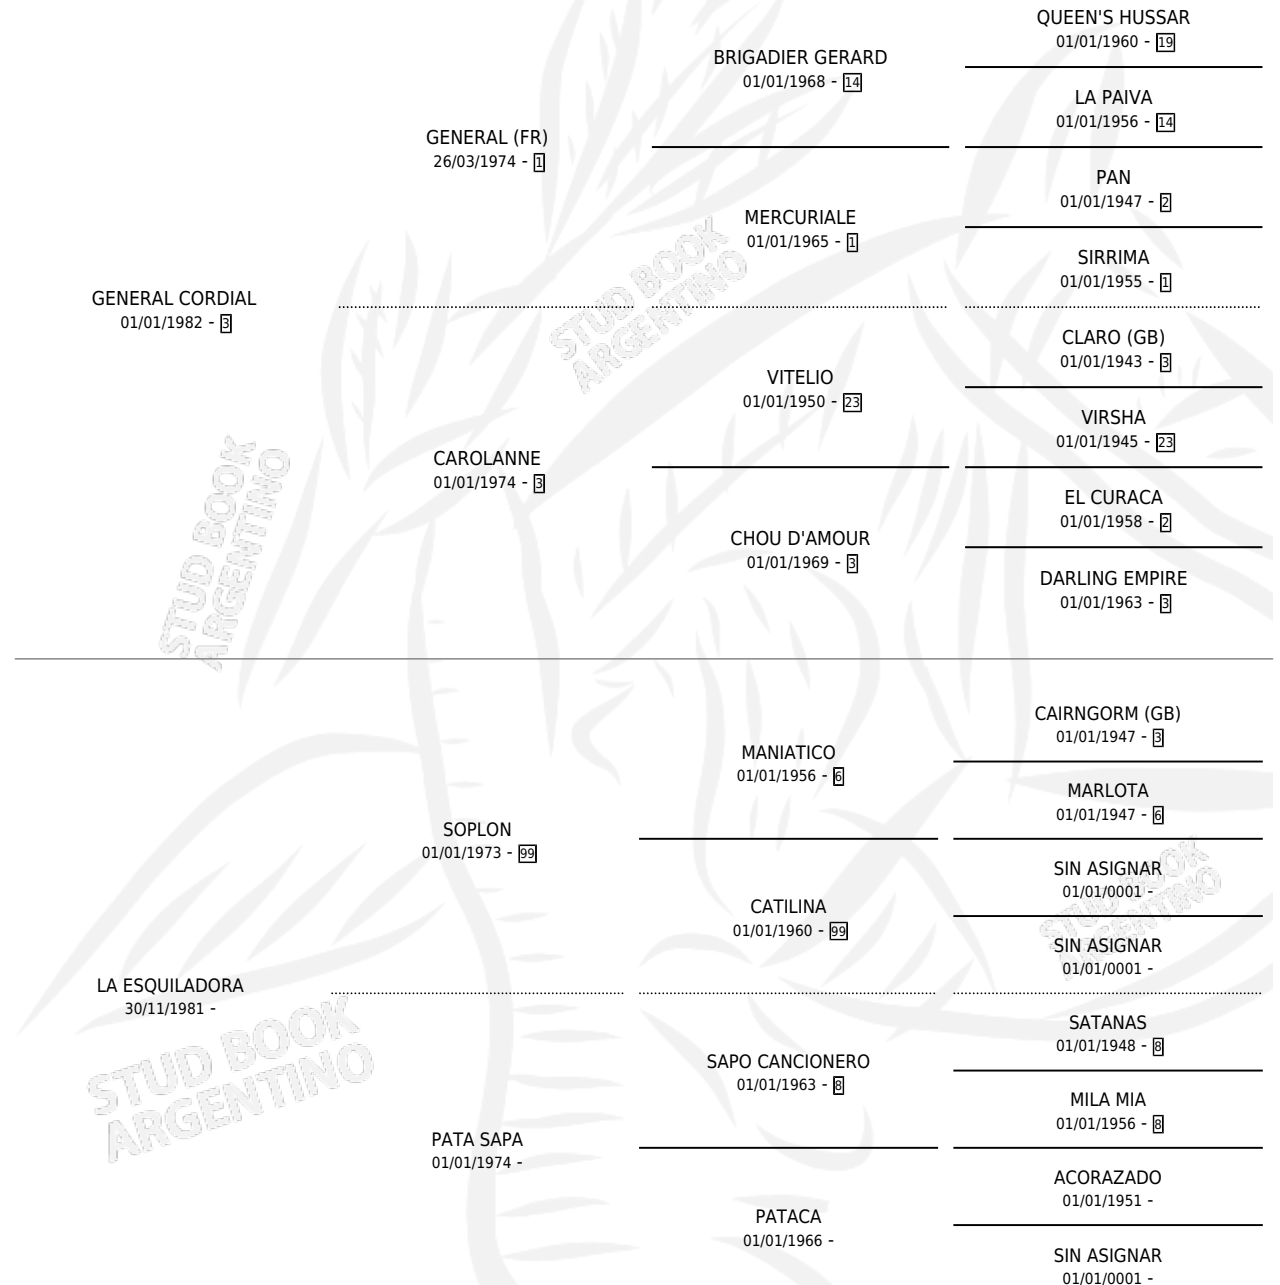 QUEEN'S HUSSAR
01/01/1960 - 19
BRIGADIER GERARD
01/01/1968 - 14
LA PAIVA
01/01/1956 - 14
GENERAL (FR)
26/03/1974 - 1
PAN
01/01/1947 - 2
MERCURIALE
01/01/1965 - 1
SIRRIMA
01/01/1955 - 1
GENERAL CORDIAL
01/01/1982 - 3
CLARO (GB)
01/01/1943 - 3
VITELIO
01/01/1950 - 23
VIRSHA
01/01/1945 - 23
CAROLANNE
01/01/1974 - 3
EL CURACA
01/01/1958 - 2
CHOU D'AMOUR
01/01/1969 - 3
DARLING EMPIRE
01/01/1963 - 3
CAIRNGORM (GB)
01/01/1947 - 3
MANIATICO
01/01/1956 - 6
MARLOTA
01/01/1947 - 6
SOPLON
01/01/1973 - 99
SIN ASIGNAR
01/01/0001 -
CATILINA
01/01/1960 - 99
SIN ASIGNAR
01/01/0001 -
LA ESQUILADORA
30/11/1981 -
SATANAS
01/01/1948 - 8
SAPO CANCIONERO
01/01/1963 - 8
MILA MIA
01/01/1956 - 8
PATA SAPA
01/01/1974 -
ACORAZADO
01/01/1951 -
PATACA
01/01/1966 -
SIN ASIGNAR
01/01/0001 -
STUD BOOK
ARGENTINO
STUD BOOK
ARGENTINO
STUD BOOK
ARGENTINO
STUD BOOK
ARGENTINO